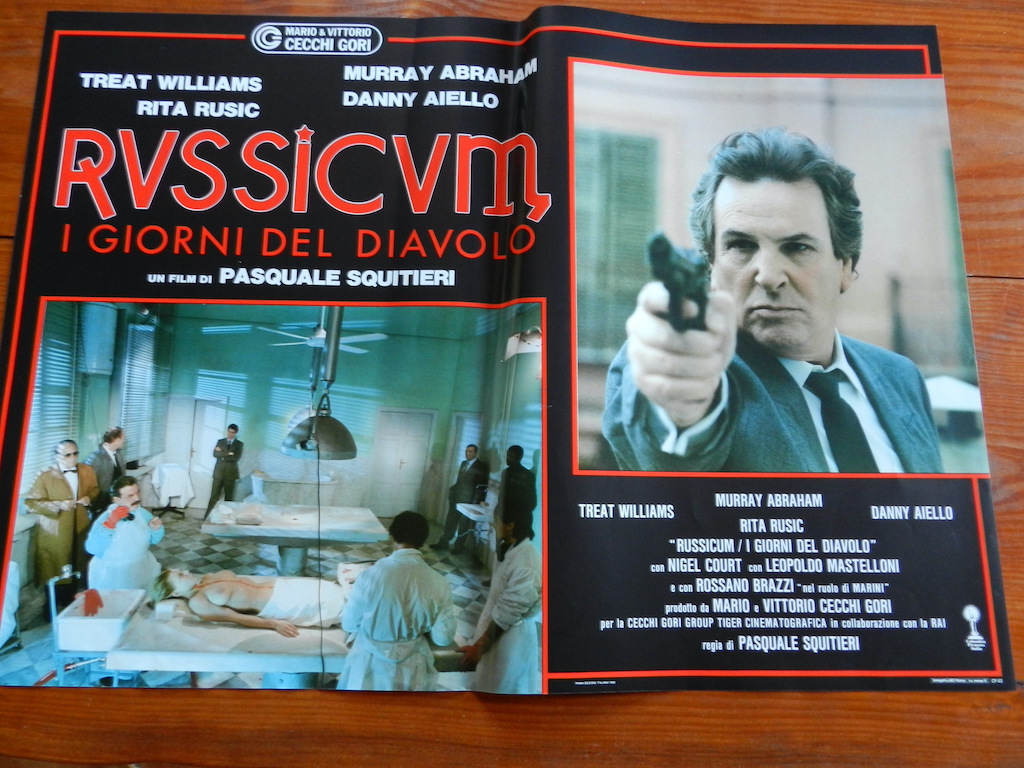 MARIO & VITTORIO
CECCHI GORI
TREAT WILLIAMS
MURRAY ABRAHAM
RITA RUSIC
DANNY AIELLO
RVSSICVM
I GIORNI DEL DIAVOLO
UN FILM DI PASQUALE SQUITIERI
TREAT WILLIAMS
MURRAY ABRAHAM
DANNY AIELLO
RITA RUSIC
"RUSSICUM / I GIORNI DEL DIAVOLO"
con NIGEL COURT con LEOPOLDO MASTELLONI
e con ROSSANO BRAZZI "nel ruolo di MARINI"
prodotto da MARIO e VITTORIO CECCHI GORI
per la CECCHI GORI GROUP TIGER CINEMATOGRAFICA in collaborazione con la RAI
regia di PASQUALE SQUITIERI